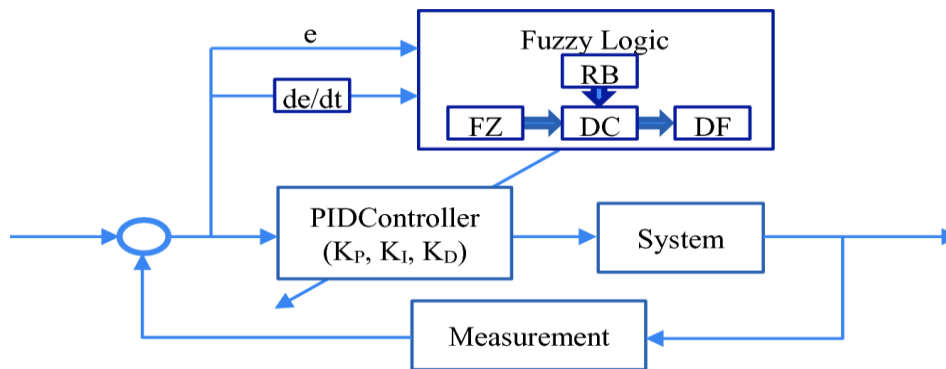 e
Fuzzy Logic
RB
de/dt
FZ
DC
DF
PIDController
(KP, KI, KD)
System
Measurement